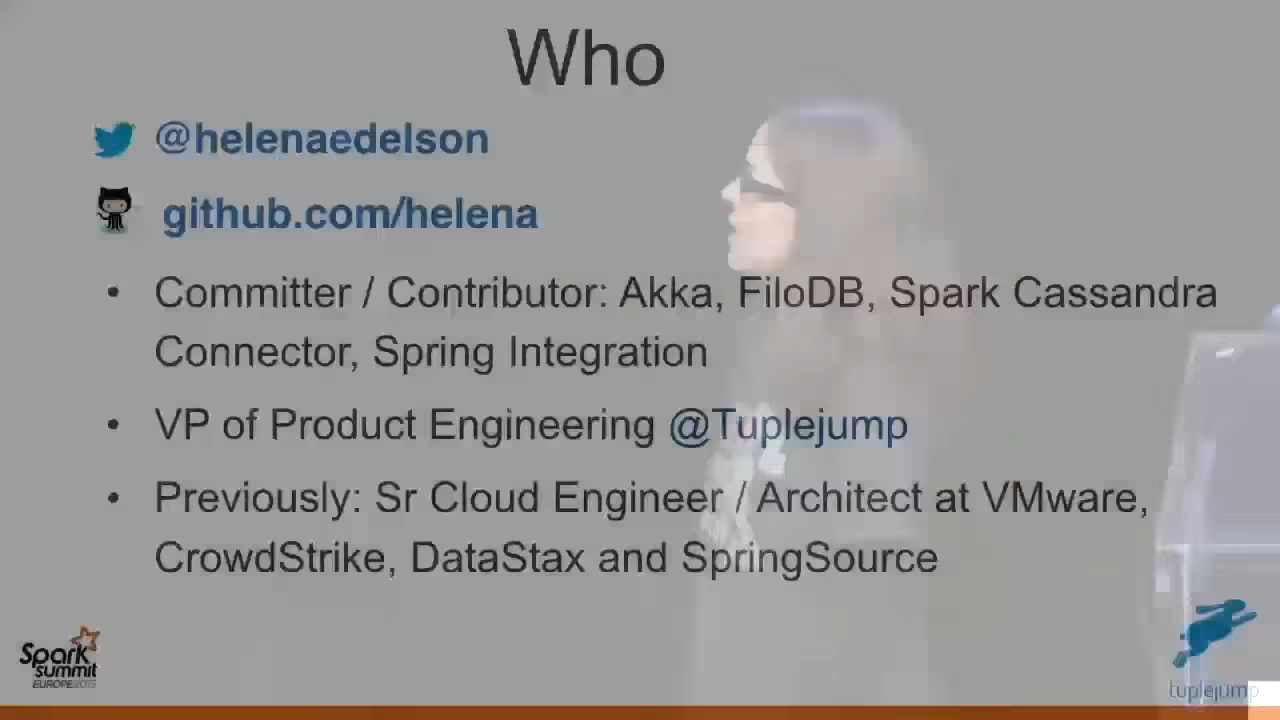 Who
@helenaedelson
github.com/helena
• Committer / Contributor: Akka, FiloDB, Spark Cassandra
Connector, Spring Integration
• VP of Product Engineering @Tuplejump
• Previously: Sr Cloud Engineer / Architect at VMware,
CrowdStrike, DataStax and SpringSource
Spark
summit
EUROPE2015
tuplejump